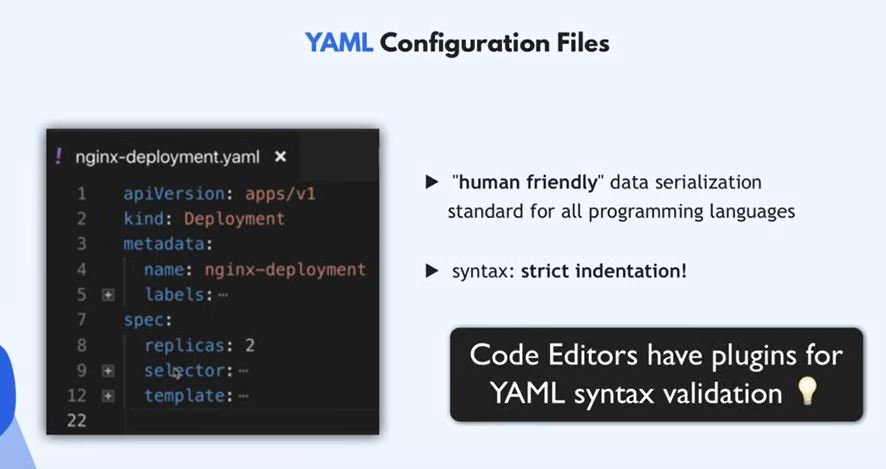 YAML Configuration Files
! nginx-deployment.yaml ×
1 apiVersion: apps/v1
2 kind: Deployment
3 metadata:
4 name: nginx-deployment
5 labels:⋯
7 spec:
8 replicas: 2
9 selector:⋯
12 template:⋯
22
▶ "human friendly" data serialization
standard for all programming languages
▶ syntax: strict indentation!
Code Editors have plugins for
YAML syntax validation 💡